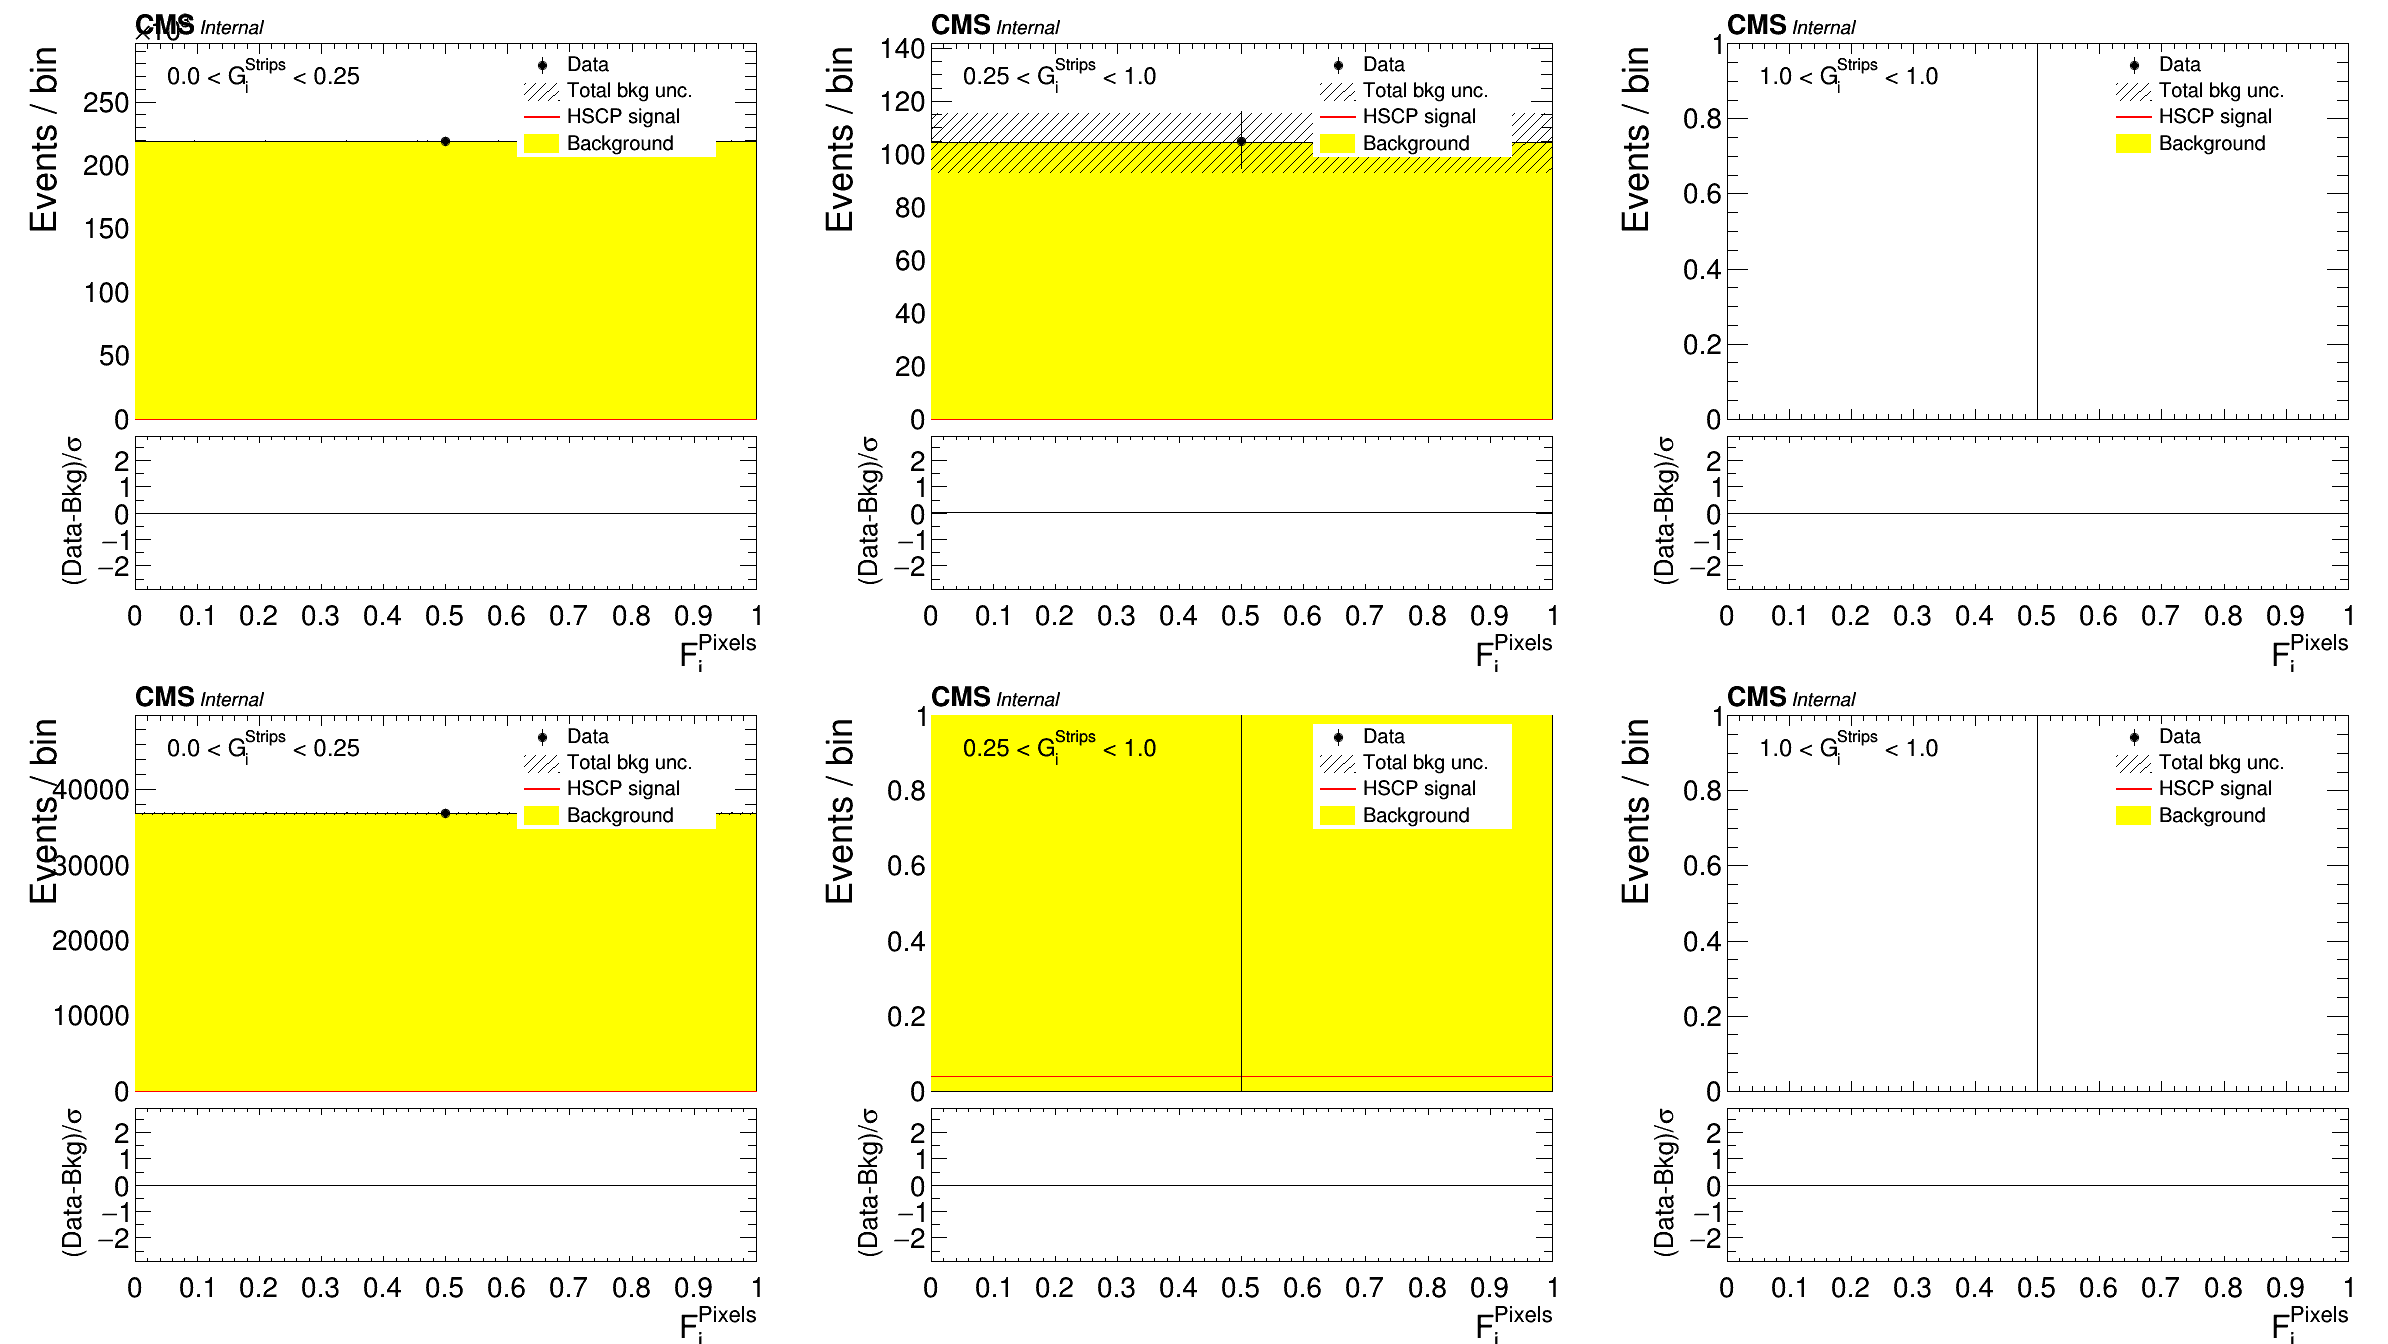 CMS Internal
×10³
Events / bin
0.0 < G_i^Strips < 0.25
Data
Total bkg unc.
HSCP signal
Background
250
200
150
100
50
0
(Data-Bkg)/σ
2
1
0
−1
−2
0 0.1 0.2 0.3 0.4 0.5 0.6 0.7 0.8 0.9 1
F_i^Pixels
CMS Internal
Events / bin
0.25 < G_i^Strips < 1.0
Data
Total bkg unc.
HSCP signal
Background
140
120
100
80
60
40
20
0
(Data-Bkg)/σ
2
1
0
−1
−2
0 0.1 0.2 0.3 0.4 0.5 0.6 0.7 0.8 0.9 1
F_i^Pixels
CMS Internal
Events / bin
1.0 < G_i^Strips < 1.0
Data
Total bkg unc.
HSCP signal
Background
1
0.8
0.6
0.4
0.2
0
(Data-Bkg)/σ
2
1
0
−1
−2
0 0.1 0.2 0.3 0.4 0.5 0.6 0.7 0.8 0.9 1
F_i^Pixels
CMS Internal
Events / bin
0.0 < G_i^Strips < 0.25
Data
Total bkg unc.
HSCP signal
Background
40000
30000
20000
10000
0
(Data-Bkg)/σ
2
1
0
−1
−2
0 0.1 0.2 0.3 0.4 0.5 0.6 0.7 0.8 0.9 1
F_i^Pixels
CMS Internal
Events / bin
0.25 < G_i^Strips < 1.0
Data
Total bkg unc.
HSCP signal
Background
1
0.8
0.6
0.4
0.2
0
(Data-Bkg)/σ
2
1
0
−1
−2
0 0.1 0.2 0.3 0.4 0.5 0.6 0.7 0.8 0.9 1
F_i^Pixels
CMS Internal
Events / bin
1.0 < G_i^Strips < 1.0
Data
Total bkg unc.
HSCP signal
Background
1
0.8
0.6
0.4
0.2
0
(Data-Bkg)/σ
2
1
0
−1
−2
0 0.1 0.2 0.3 0.4 0.5 0.6 0.7 0.8 0.9 1
F_i^Pixels